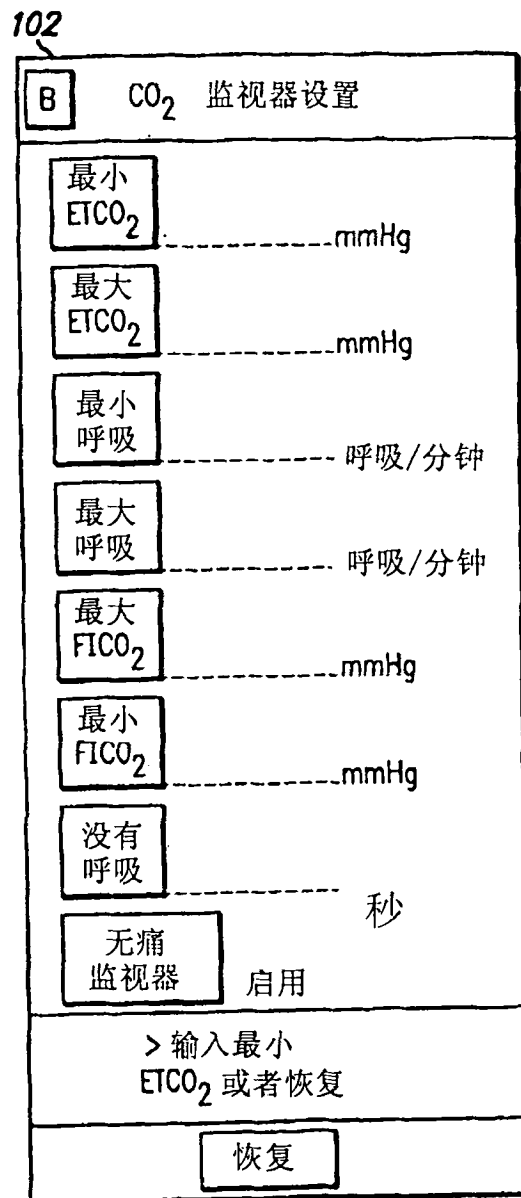 102
B CO₂ 监视器设置
最小
ETCO₂ mmHg
最大
ETCO₂ mmHg
最小
呼吸 呼吸/分钟
最大
呼吸 呼吸/分钟
最大
FICO₂ mmHg
最小
FICO₂ mmHg
没有
呼吸 秒
无痛
监视器 启用
>输入最小
ETCO₂ 或者恢复
恢复